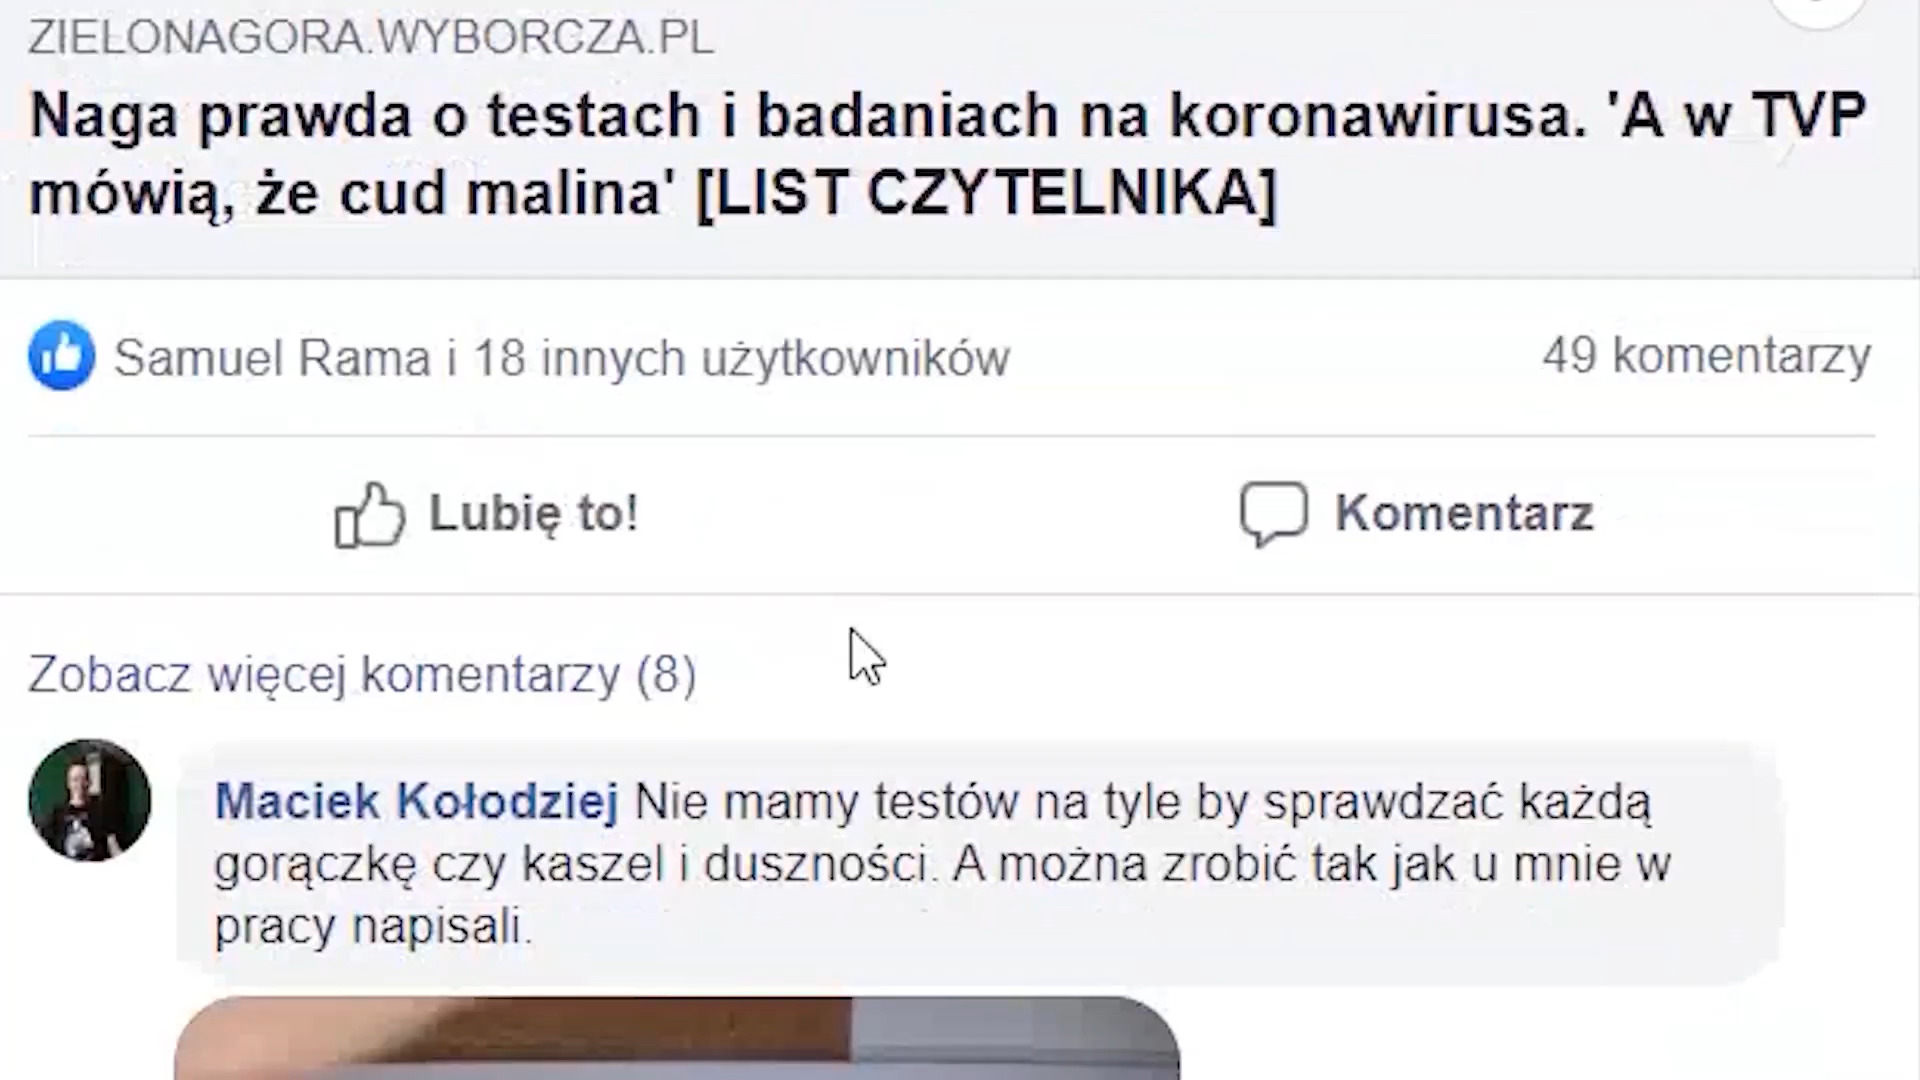 ZIELONAGORA.WYBORCZA.PL
Naga prawda o testach i badaniach na koronawirusa. 'A w TVP
mówią, że cud malina' [LIST CZYTELNIKA]
Samuel Rama i 18 innych użytkowników
49 komentarzy
Lubię to!
Komentarz
Zobacz więcej komentarzy (8)
Maciek Kołodziej Nie mamy testów na tyle by sprawdzać każdą
gorączkę czy kaszel i duszności. A można zrobić tak jak u mnie w
pracy napisali.